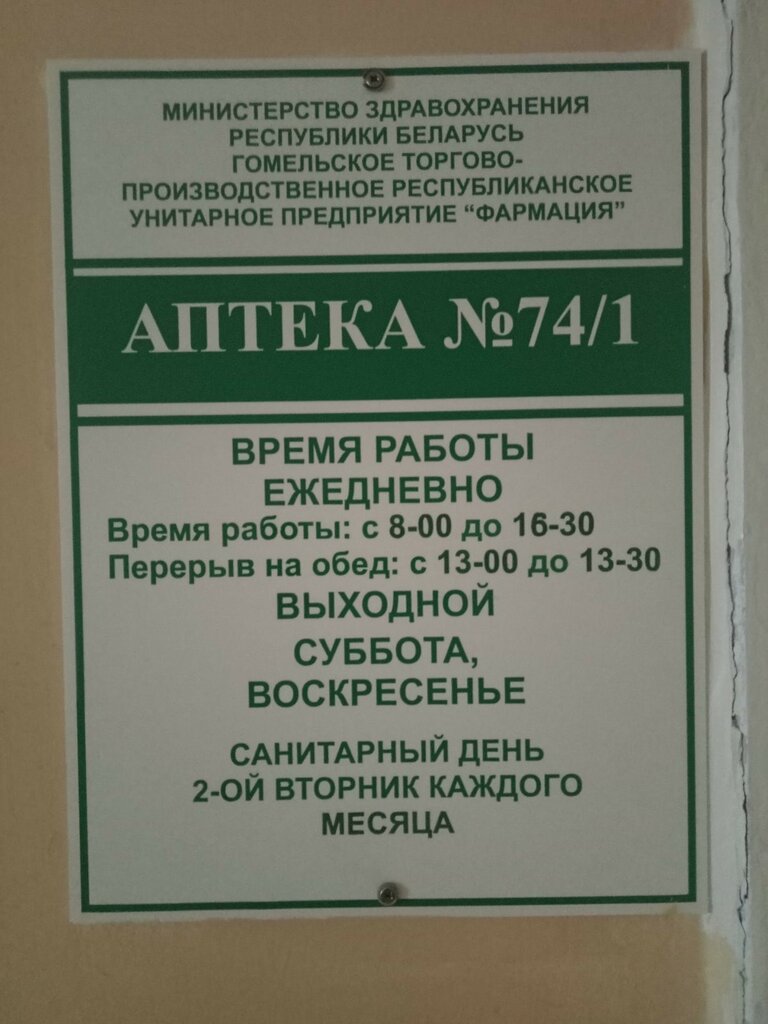 МИНИСТЕРСТВО ЗДРАВОХРАНЕНИЯ
РЕСПУБЛИКИ БЕЛАРУСЬ
ГОМЕЛЬСКОЕ ТОРГОВО-
ПРОИЗВОДСТВЕННОЕ РЕСПУБЛИКАНСКОЕ
УНИТАРНОЕ ПРЕДПРИЯТИЕ “ФАРМАЦИЯ”
АПТЕКА №74/1
ВРЕМЯ РАБОТЫ
ЕЖЕДНЕВНО
Время работы: с 8-00 до 16-30
Перерыв на обед: с 13-00 до 13-30
ВЫХОДНОЙ
СУББОТА,
ВОСКРЕСЕНЬЕ
САНИТАРНЫЙ ДЕНЬ
2-ОЙ ВТОРНИК КАЖДОГО
МЕСЯЦА